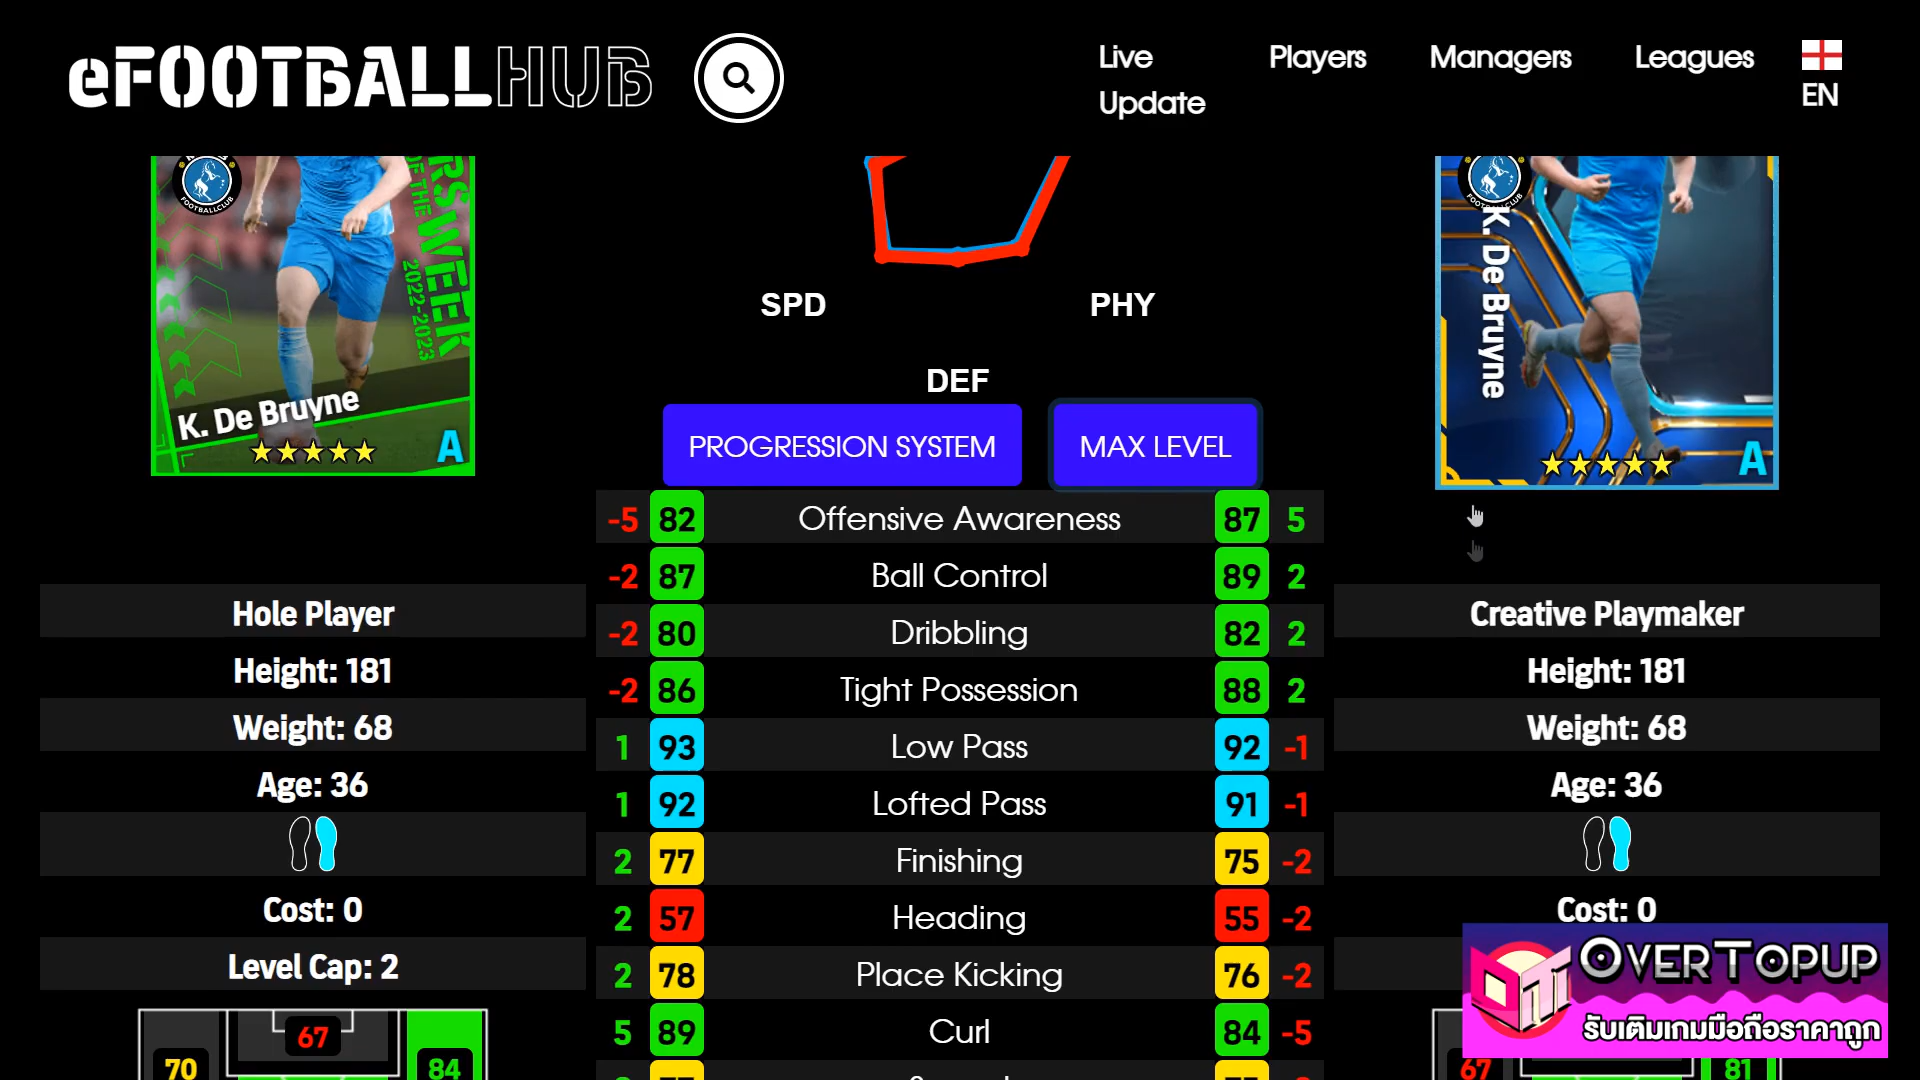 eFOOTBALLHUB
Live Update
Players
Managers
Leagues
EN
FOOTBALLCLUB
OF THE WEEK
2022-2023
K. De Bruyne
A
FOOTBALLCLUB
K. De Bruyne
A
SPD
PHY
DEF
PROGRESSION SYSTEM
MAX LEVEL
-5 82 Offensive Awareness 87 5
-2 87 Ball Control 89 2
-2 80 Dribbling 82 2
-2 86 Tight Possession 88 2
1 93 Low Pass 92 -1
1 92 Lofted Pass 91 -1
2 77 Finishing 75 -2
2 57 Heading 55 -2
2 78 Place Kicking 76 -2
5 89 Curl 84 -5
Hole Player
Height: 181
Weight: 68
Age: 36
Cost: 0
Level Cap: 2
67
70
84
Creative Playmaker
Height: 181
Weight: 68
Age: 36
Cost: 0
67
81
OVERTOPUP
รับเติมเกมมือถือราคาถูก